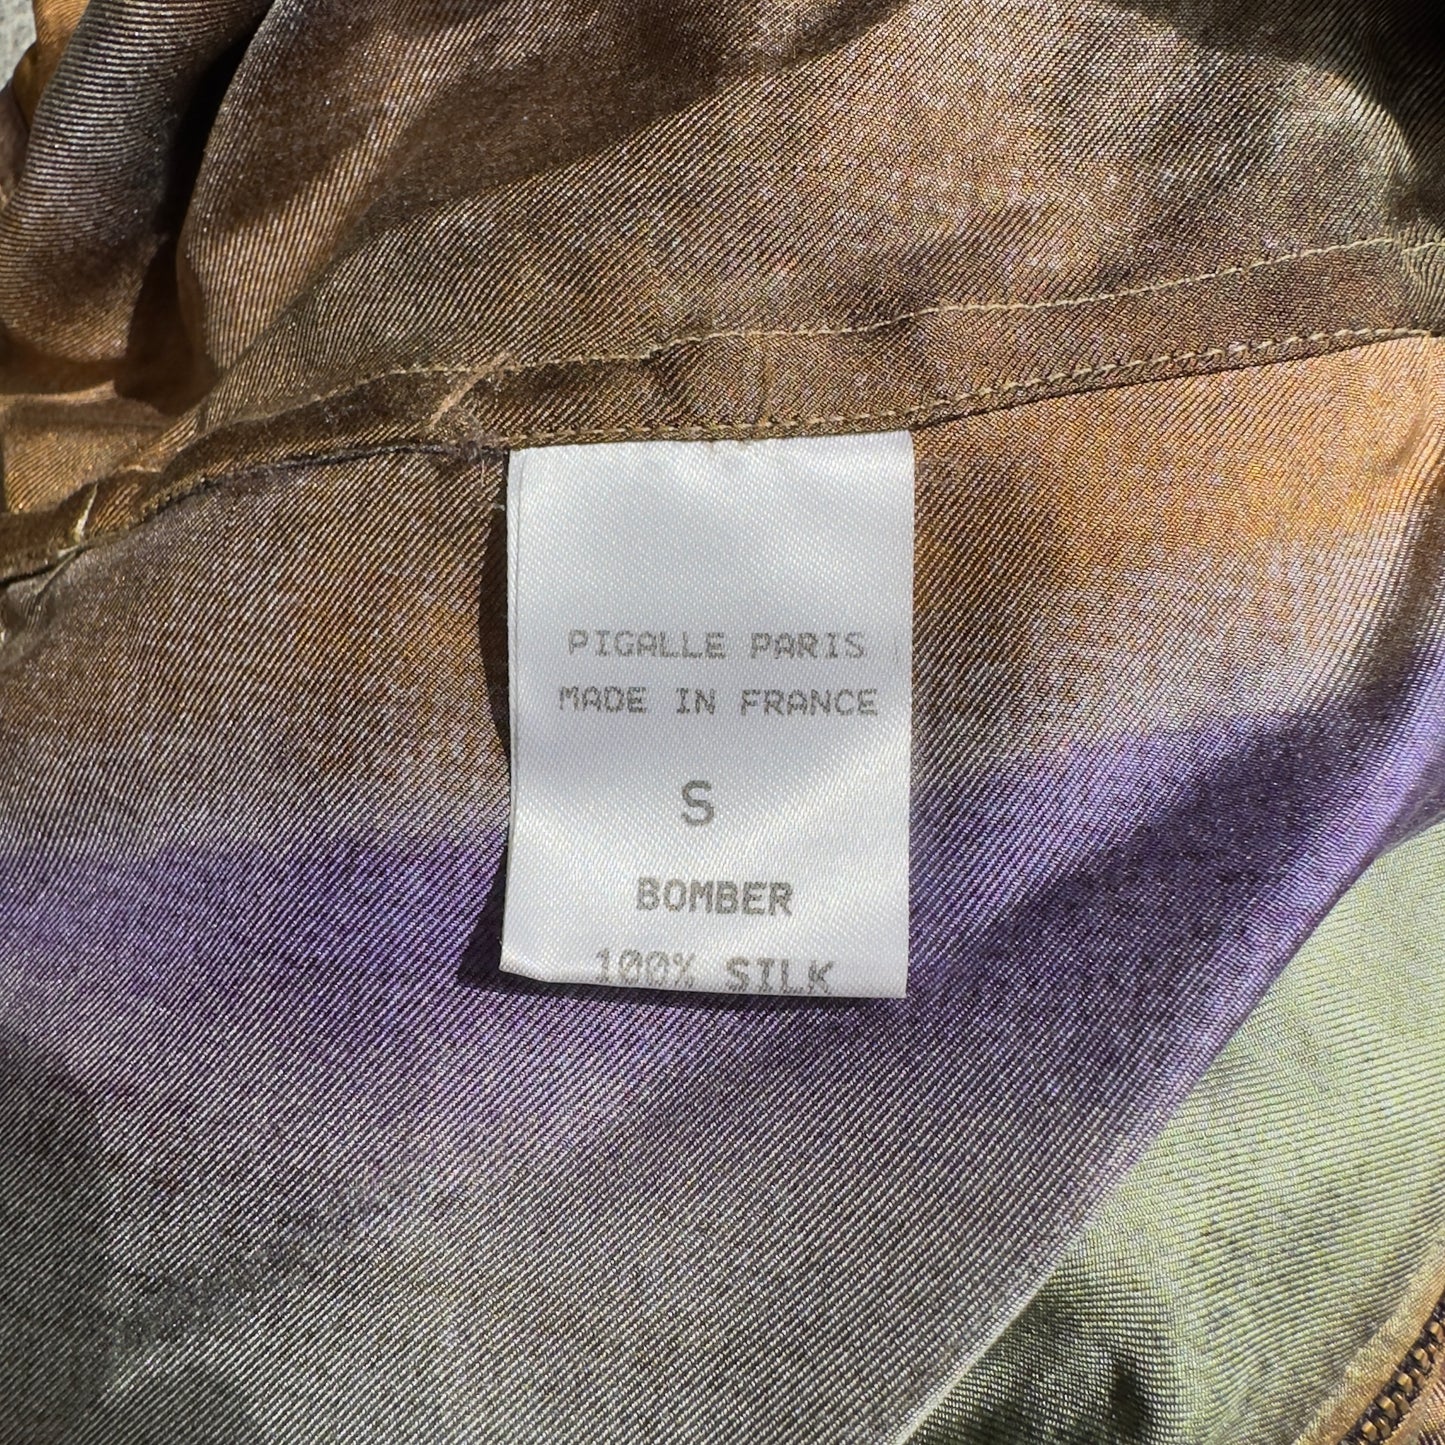 PIGALLE PARIS
MADE IN FRANCE
S
BOMBER
100% SILK